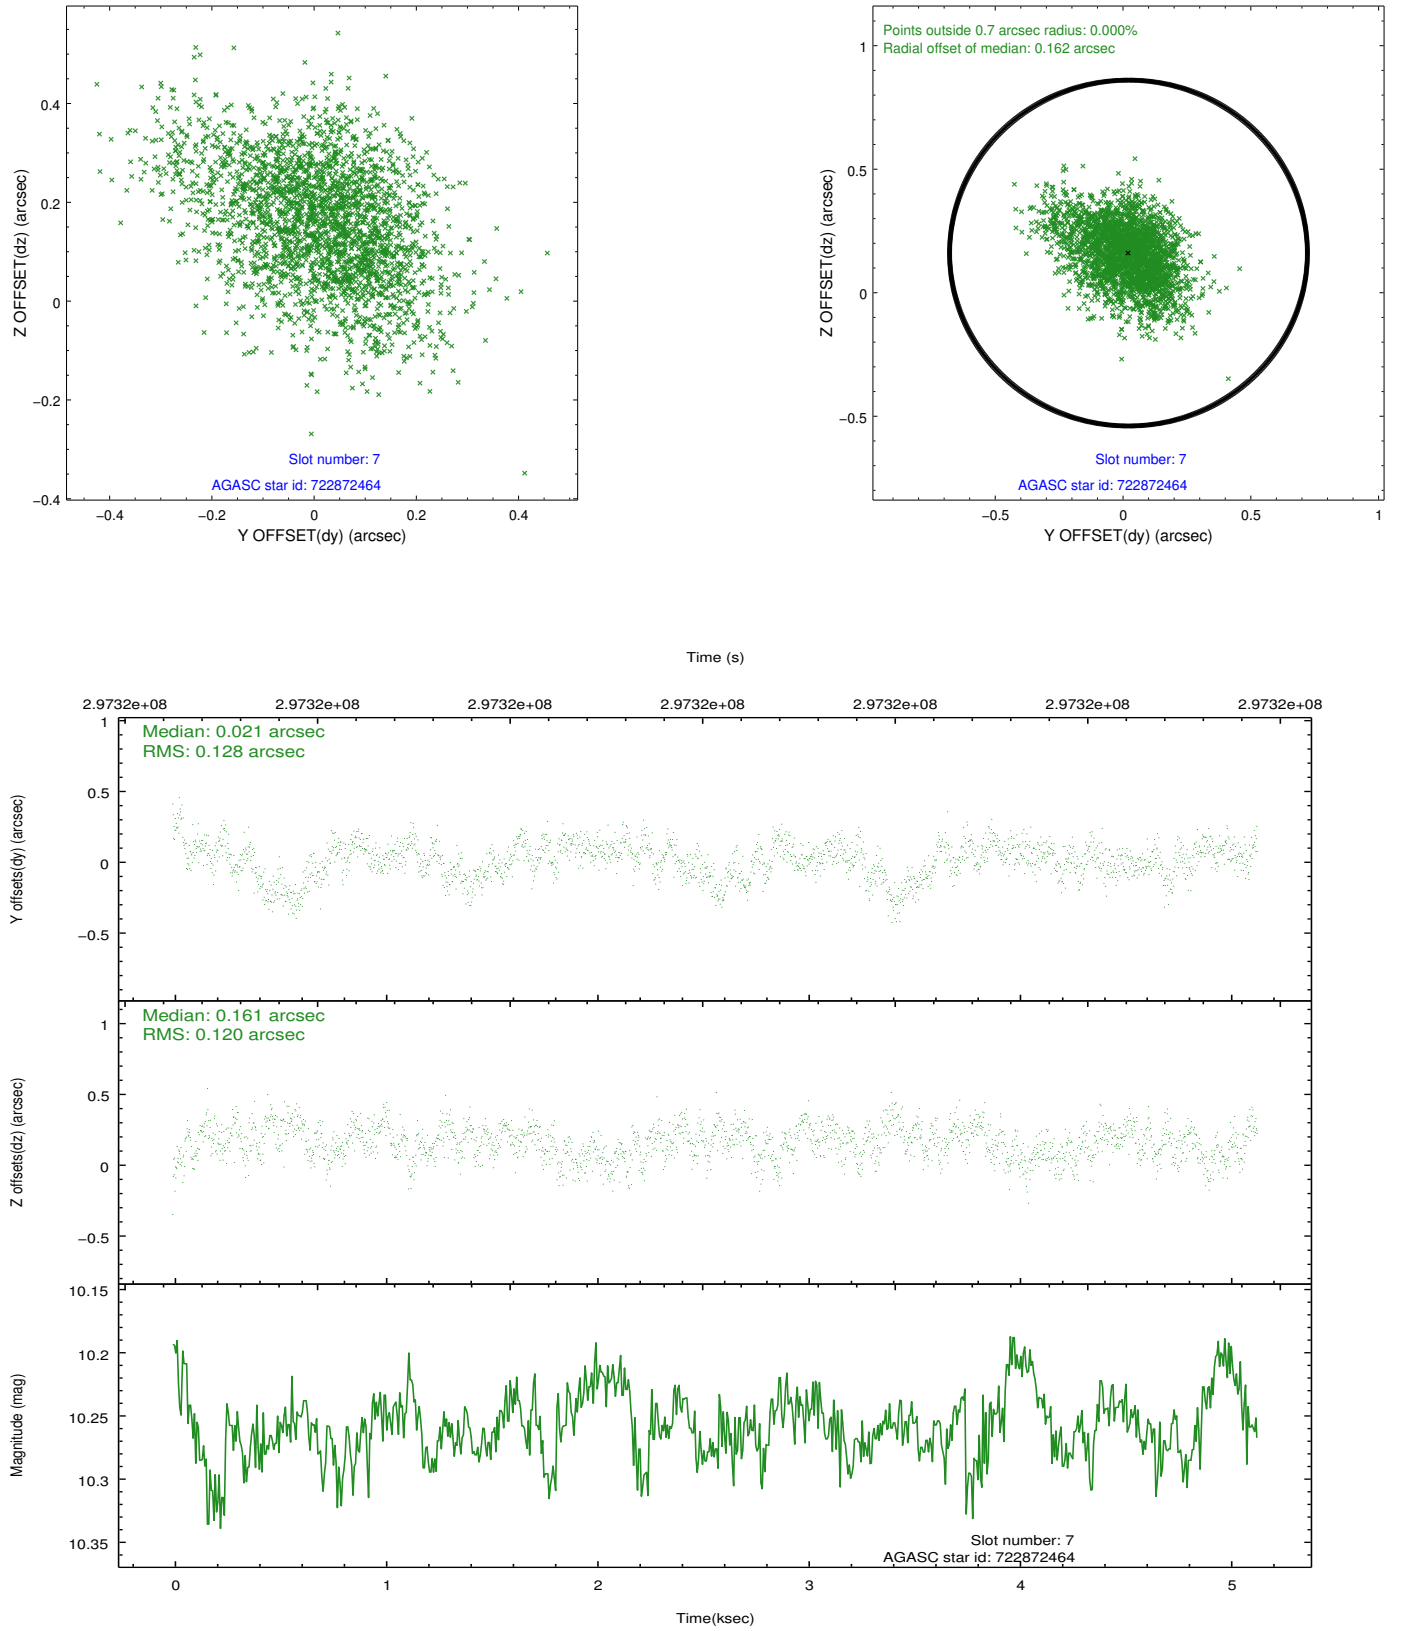 0.4
0.2
0
−0.2
−0.4
Z OFFSET(dz) (arcsec)
−0.4 −0.2 0 0.2 0.4
Y OFFSET(dy) (arcsec)
Slot number: 7
AGASC star id: 722872464
Points outside 0.7 arcsec radius: 0.000%
Radial offset of median: 0.162 arcsec
1
0.5
0
−0.5
Z OFFSET(dz) (arcsec)
−0.5 0 0.5 1
Y OFFSET(dy) (arcsec)
Slot number: 7
AGASC star id: 722872464
Time (s)
2.9732e+08 2.9732e+08 2.9732e+08 2.9732e+08 2.9732e+08 2.9732e+08 2.9732e+08
Median: 0.021 arcsec
RMS: 0.128 arcsec
1
0.5
0
−0.5
Y offsets(dy) (arcsec)
Median: 0.161 arcsec
RMS: 0.120 arcsec
1
0.5
0
−0.5
Z offsets(dz) (arcsec)
10.15
10.2
10.25
10.3
10.35
Magnitude (mag)
Slot number: 7
AGASC star id: 722872464
0 1 2 3 4 5
Time(ksec)